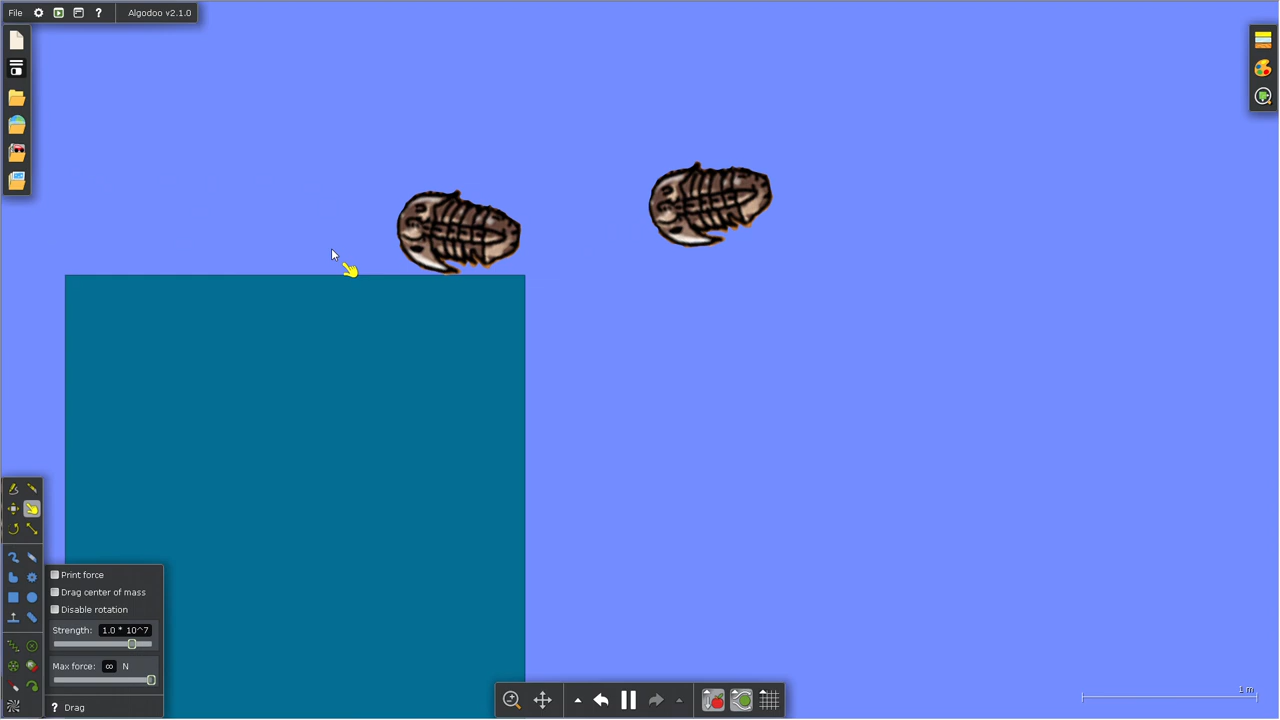 File ? Algodoo v2.1.0
Print force
Drag center of mass
Disable rotation
Strength: 1.0 * 10^7
Max force: ∞ N
? Drag
1 m